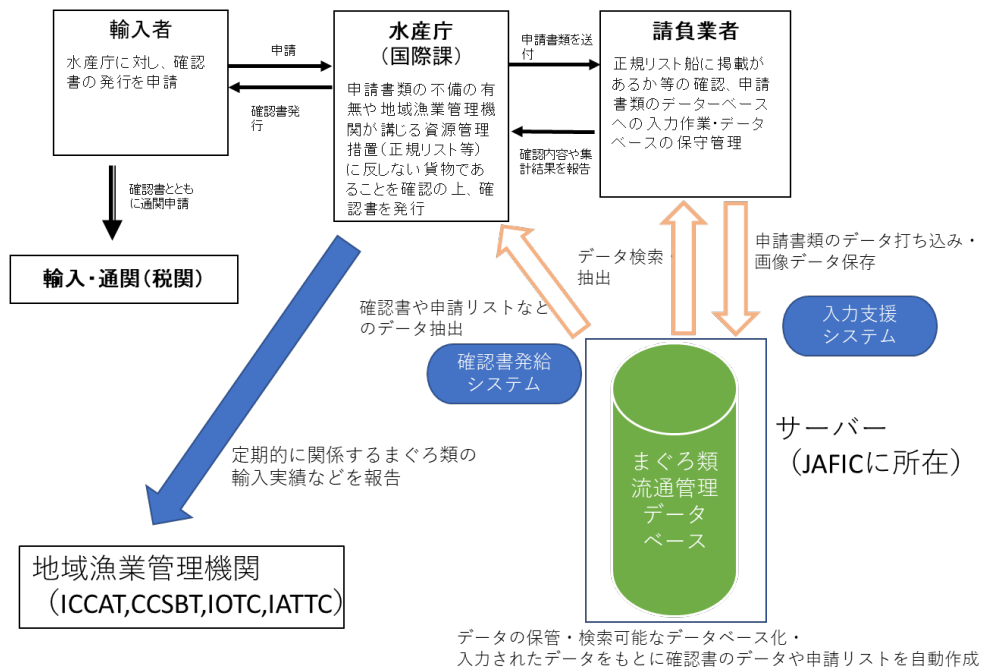 輸入者
水産庁に対し、確認
書の発行を申請
申請
確認書発
行
水産庁
(国際課)
申請書類の不備の有
無や地域漁業管理機
関が講じる資源管理
措置(正規リスト等)
に反しない貨物であ
ることを確認の上、確
認書を発行
申請書類を送
付
確認内容や集
計結果を報告
請負業者
正規リスト船に掲載が
あるか等の確認、申請
書類のデーターベース
への入力作業・データ
ベースの保守管理
確認書ととも
に通関申請
輸入・通関(税関)
データ検索・
抽出
申請書類のデータ打ち込み・
画像データ保存
確認書や申請リストなど
のデータ抽出
入力支援
システム
確認書発給
システム
サーバー
（JAFICに所在）
まぐろ類
流通管理
データ
ベース
定期的に関係するまぐろ類の
輸入実績などを報告
地域漁業管理機関
（ICCAT,CCSBT,IOTC,IATTC）
データの保管・検索可能なデータベース化・
入力されたデータをもとに確認書のデータや申請リストを自動作成